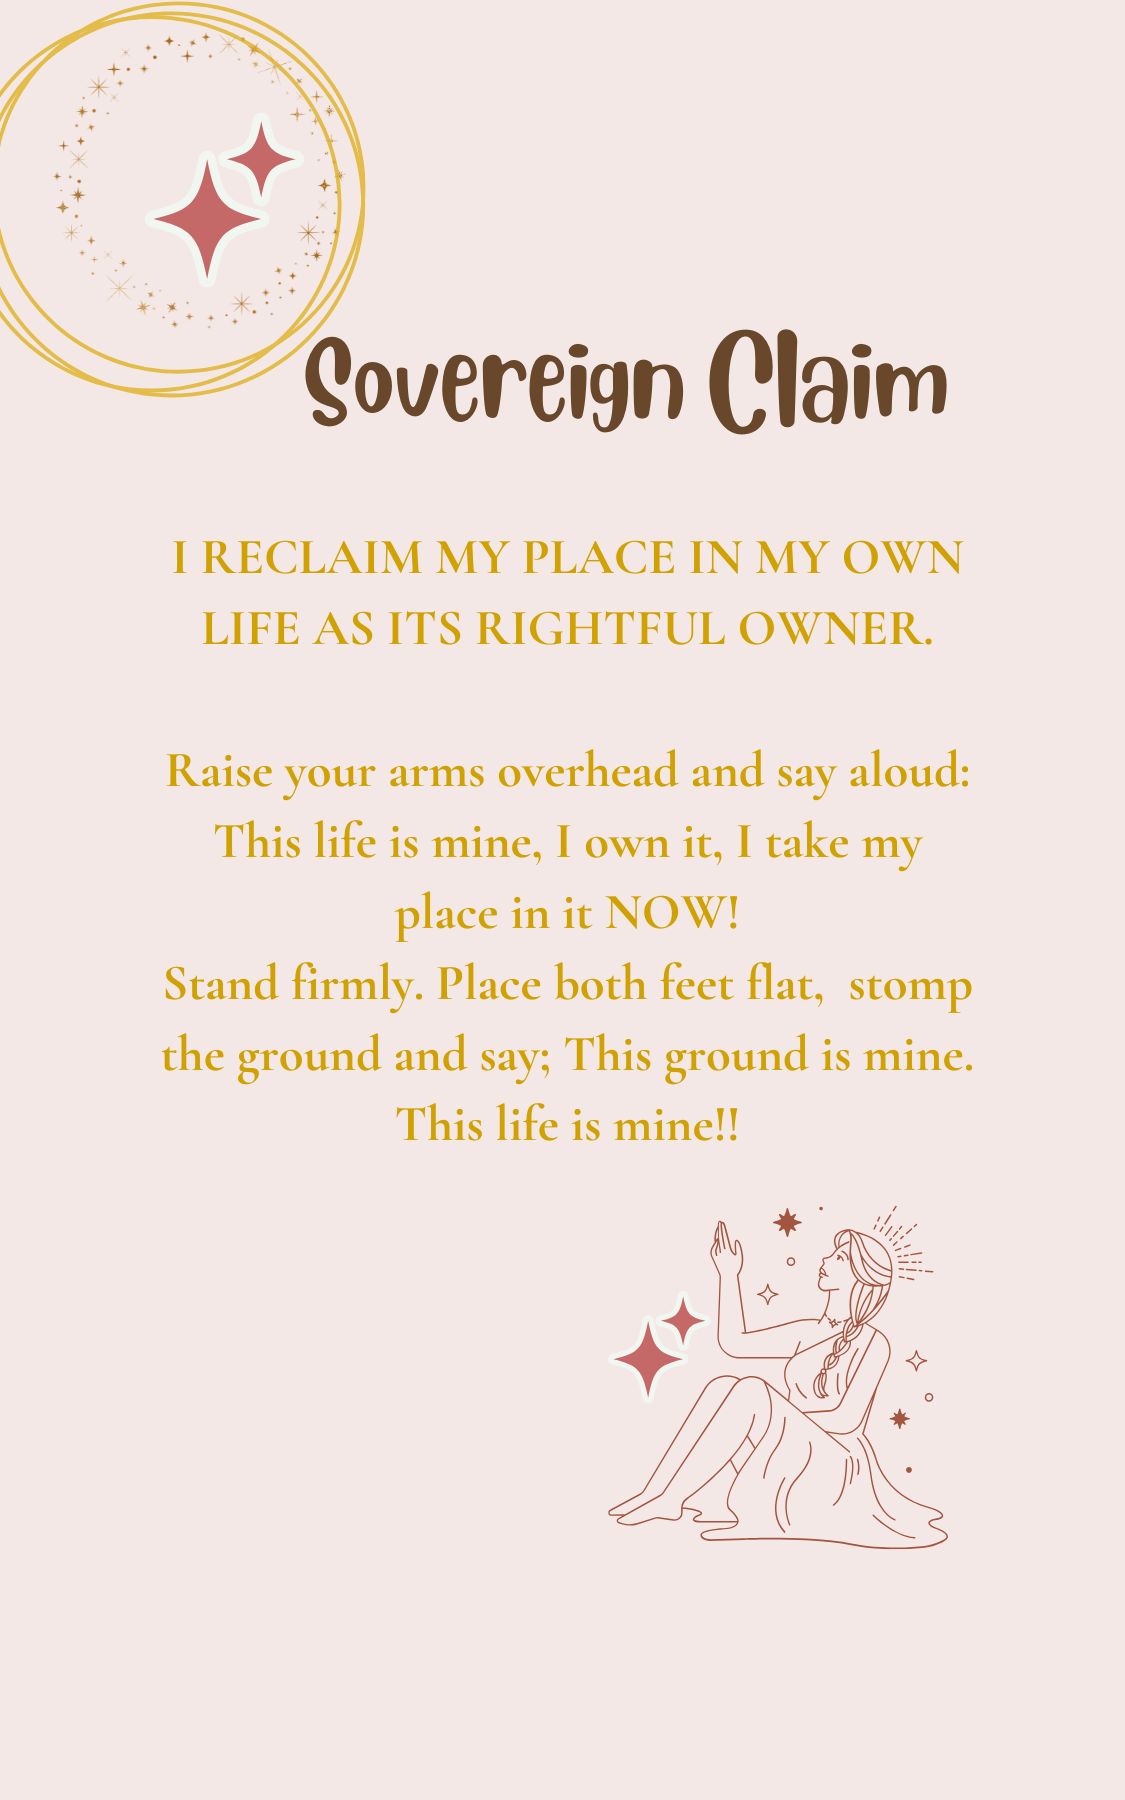 Sovereign Claim
I RECLAIM MY PLACE IN MY OWN
LIFE AS ITS RIGHTFUL OWNER.
Raise your arms overhead and say aloud:
This life is mine, I own it, I take my
place in it NOW!
Stand firmly. Place both feet flat,  stomp
the ground and say; This ground is mine.
This life is mine!!